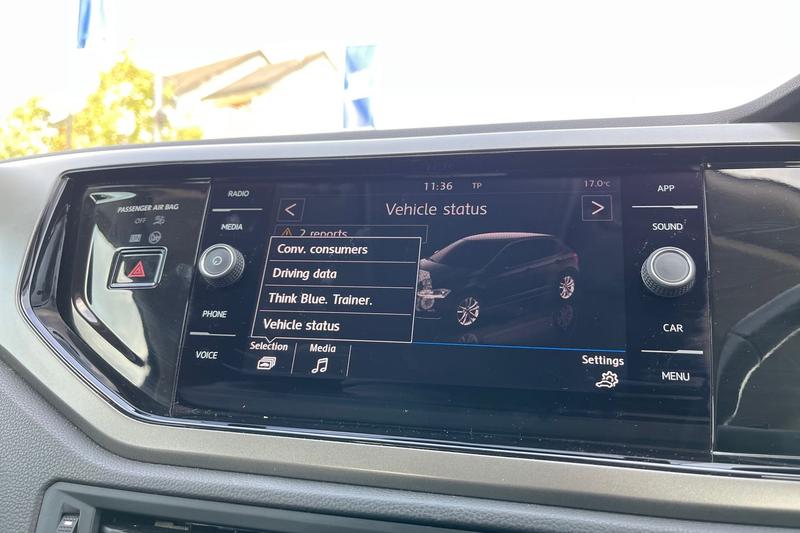 PASSENGER AIR BAG
OFF
ON
RADIO
MEDIA
PHONE
VOICE
11:36 TP 17.0°C
Vehicle status
2 reports
Conv. consumers
Driving data
Think Blue. Trainer.
Vehicle status
Selection
Media
Settings
APP
SOUND
CAR
MENU